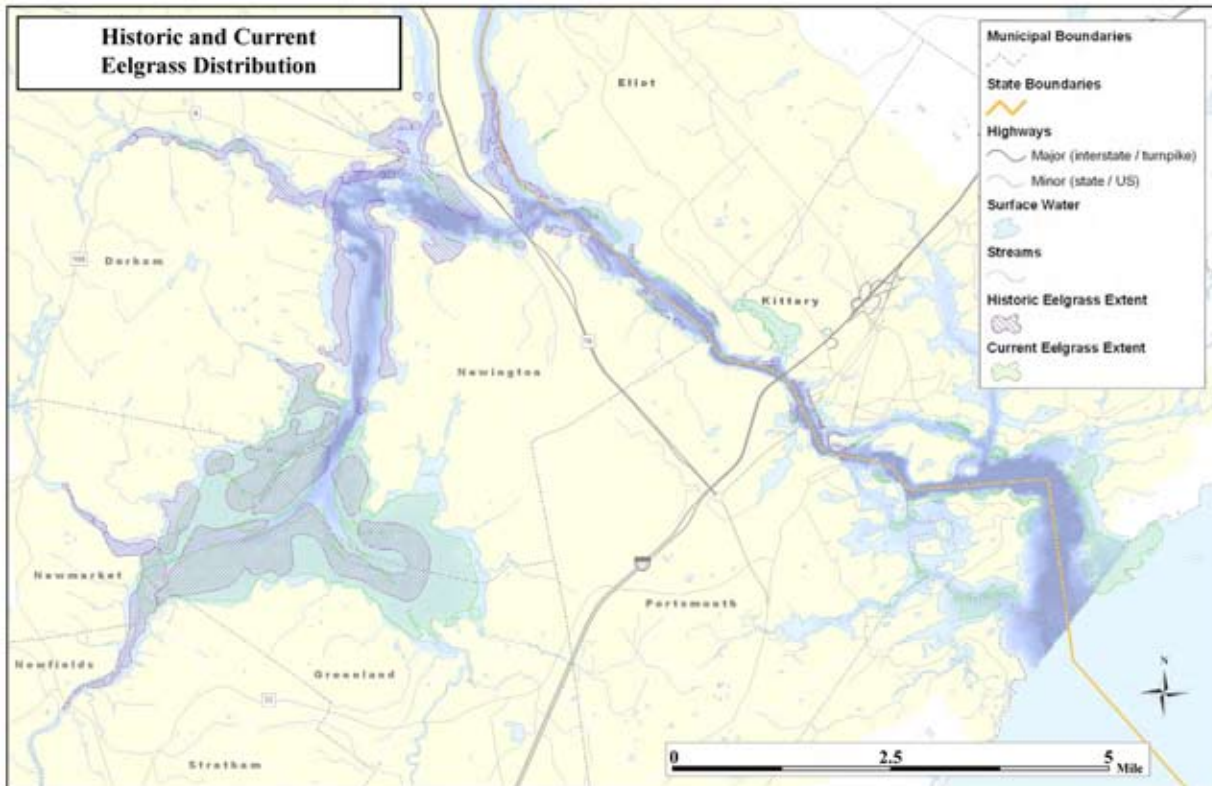 Historic and Current
Eelgrass Distribution
Municipal Boundaries
State Boundaries
Highways
Major (interstate / turnpike)
Minor (state / US)
Surface Water
Streams
Historic Eelgrass Extent
Current Eelgrass Extent
Eliot
Durham
Kittery
Newington
Newmarket
Portsmouth
Newfields
Greenland
Stratham
N
0
2.5
5
Mile